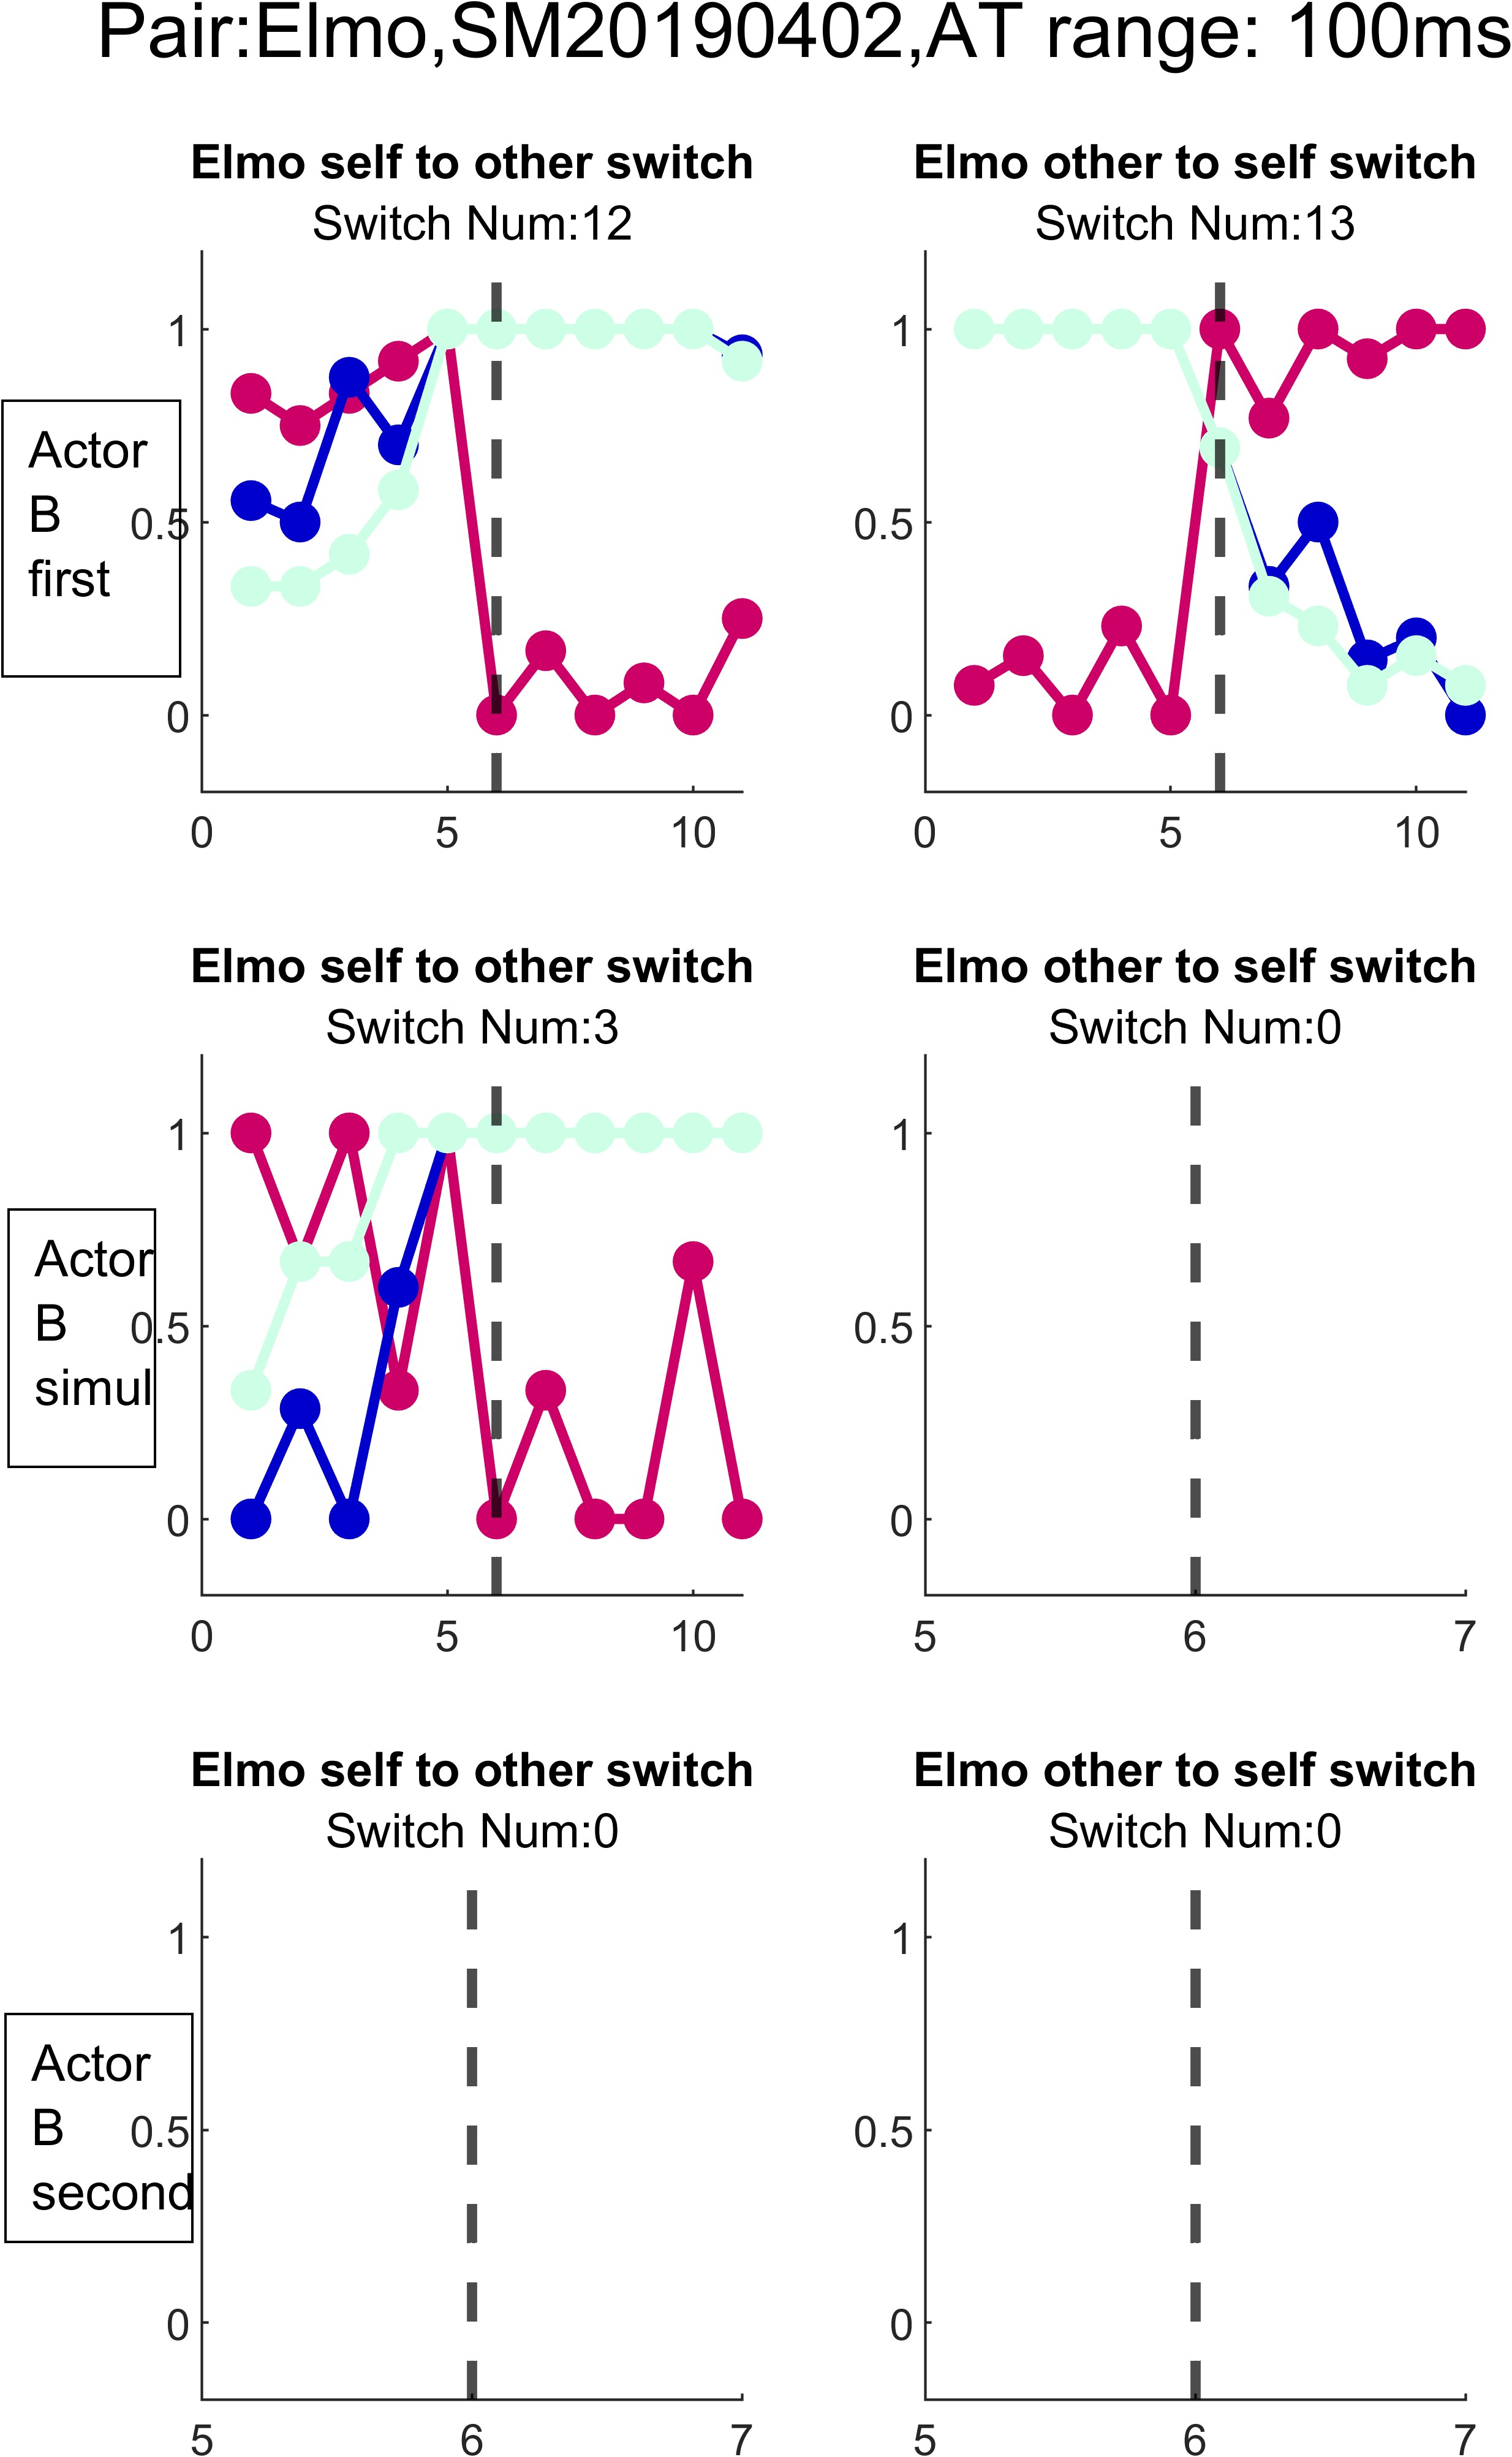 Pair:Elmo,SM20190402,AT range: 100ms
Elmo self to other switch
Switch Num:12
Elmo other to self switch
Switch Num:13
Actor
B
first
1
0.5
0
0
5
10
1
0.5
0
0
5
10
Elmo self to other switch
Switch Num:3
Elmo other to self switch
Switch Num:0
Actor
B
simul
1
0.5
0
0
5
10
1
0.5
0
5
6
7
Elmo self to other switch
Switch Num:0
Elmo other to self switch
Switch Num:0
Actor
B
second
1
0.5
0
5
6
7
1
0.5
0
5
6
7